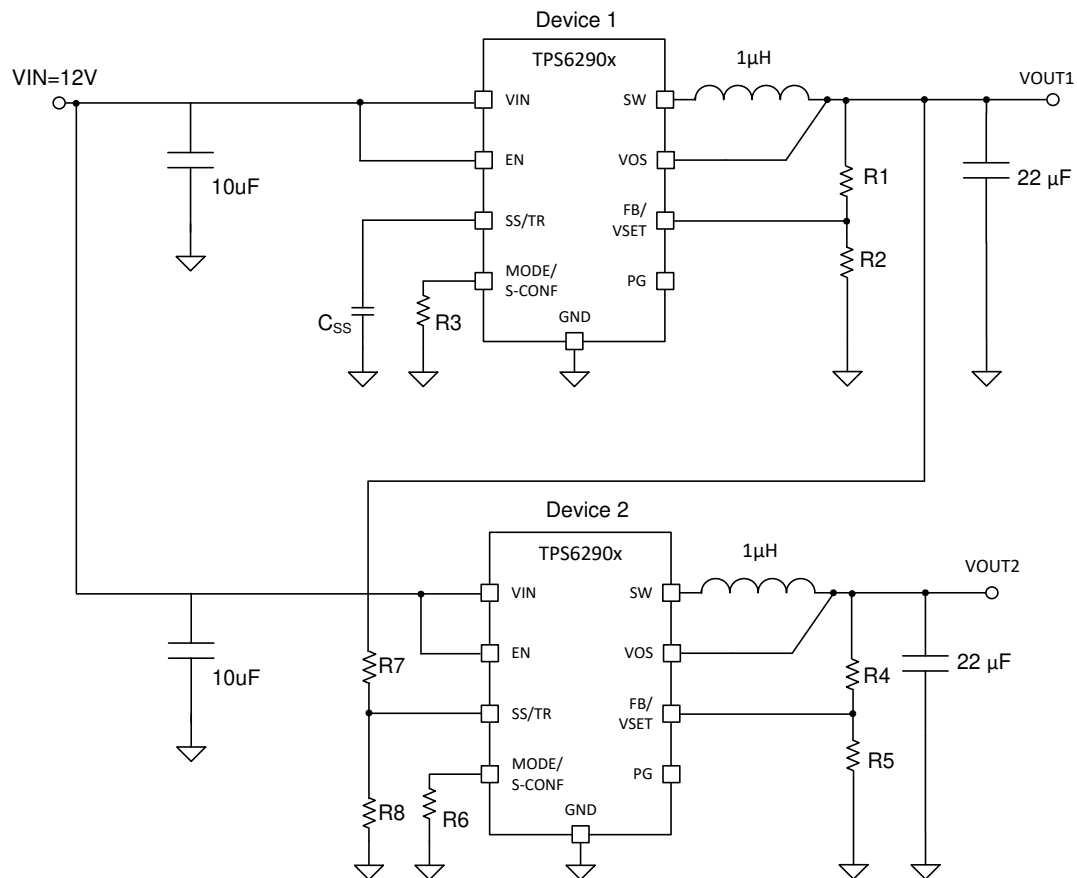 Device 1
TPS6290x
VIN=12V
1µH
VOUT1
VIN
SW
EN
VOS
10uF
R1
22 µF
SS/TR
FB/
VSET
R2
MODE/
S-CONF
PG
CSS
R3
GND
Device 2
TPS6290x
1µH
VOUT2
VIN
SW
EN
VOS
10uF
R7
R4
22 µF
SS/TR
FB/
VSET
R5
MODE/
S-CONF
PG
R8
R6
GND